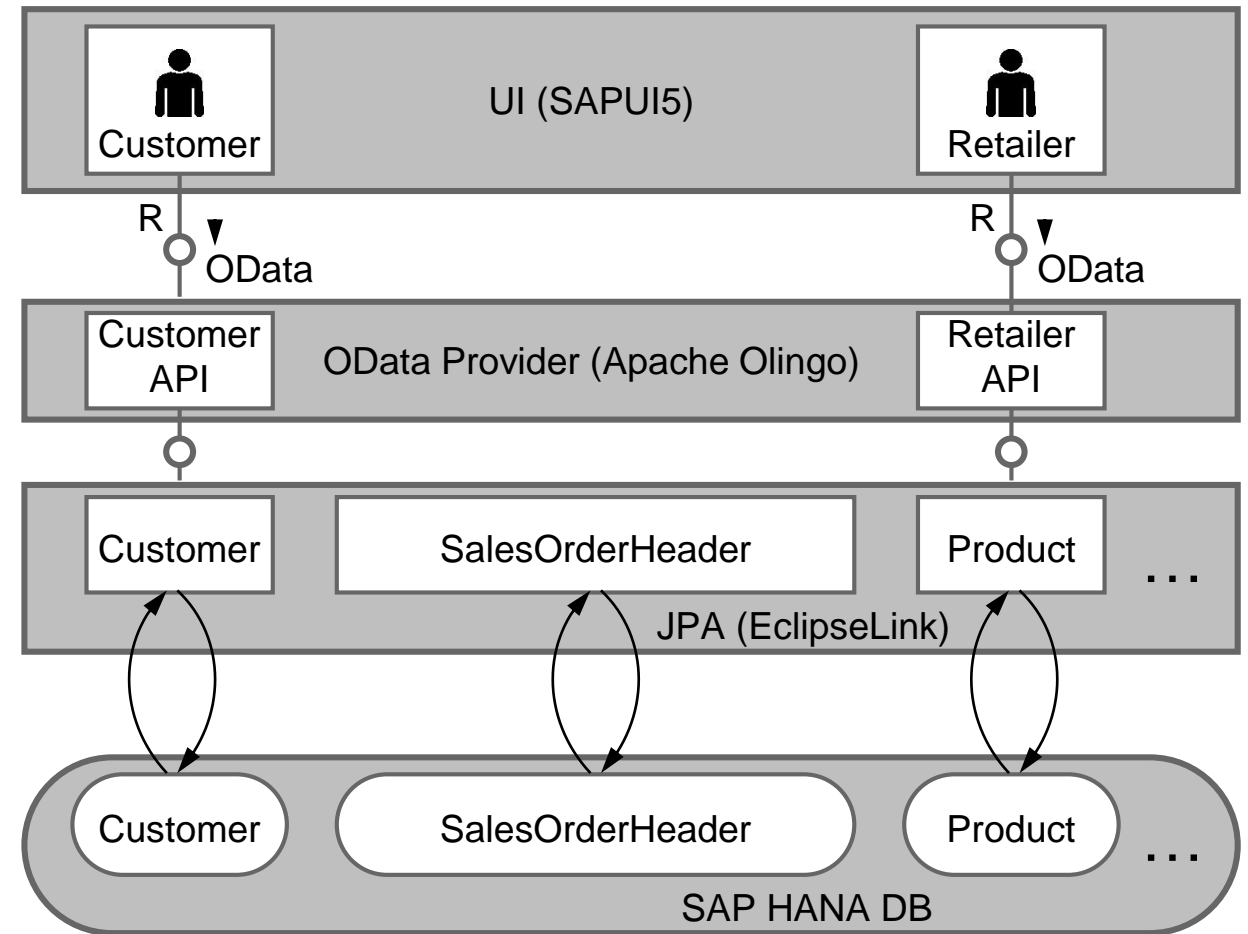 UI (SAPUI5)
Customer
Retailer
R
OData
R
OData
Customer
API
OData Provider (Apache Olingo)
Retailer
API
Customer
SalesOrderHeader
Product
...
JPA (EclipseLink)
Customer
SalesOrderHeader
Product
...
SAP HANA DB